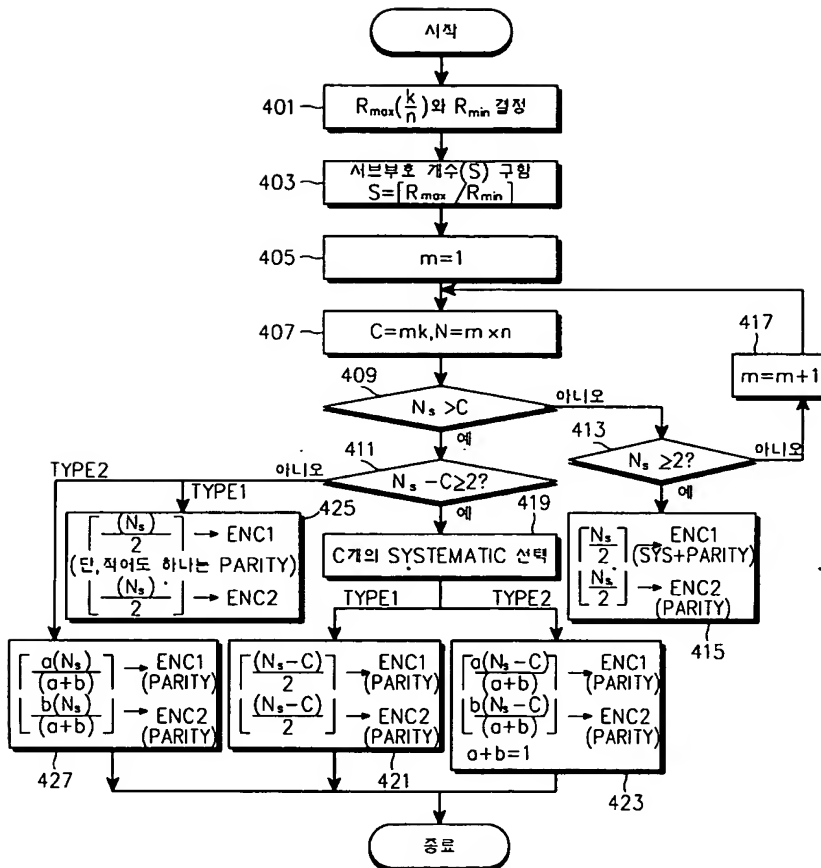 시작
401
R_max(k/n)와 R_min 결정
403
서브부호 개수(S) 구함
S=⌈R_max /R_min⌉
405
m=1
407
C=mk,N=m×n
417
m=m+1
409
N_s >C
아니오
예
413
N_s ≥2?
아니오
예
411
N_s -C≥2?
아니오
예
TYPE2
TYPE1
425
⌈(N_s)/2⌉ → ENC1
(단,적어도 하나는 PARITY)
⌈(N_s)/2⌉ → ENC2
419
C개의 SYSTEMATIC 선택
⌈N_s/2⌉ → ENC1
(SYS+PARITY)
⌈N_s/2⌉ → ENC2
(PARITY)
415
TYPE1
TYPE2
⌈a(N_s)/(a+b)⌉ → ENC1
(PARITY)
⌈b(N_s)/(a+b)⌉ → ENC2
(PARITY)
427
⌈(N_s-C)/2⌉ → ENC1
(PARITY)
⌈(N_s-C)/2⌉ → ENC2
(PARITY)
421
⌈a(N_s-C)/(a+b)⌉ → ENC1
(PARITY)
⌈b(N_s-C)/(a+b)⌉ → ENC2
(PARITY)
a+b=1
423
종료